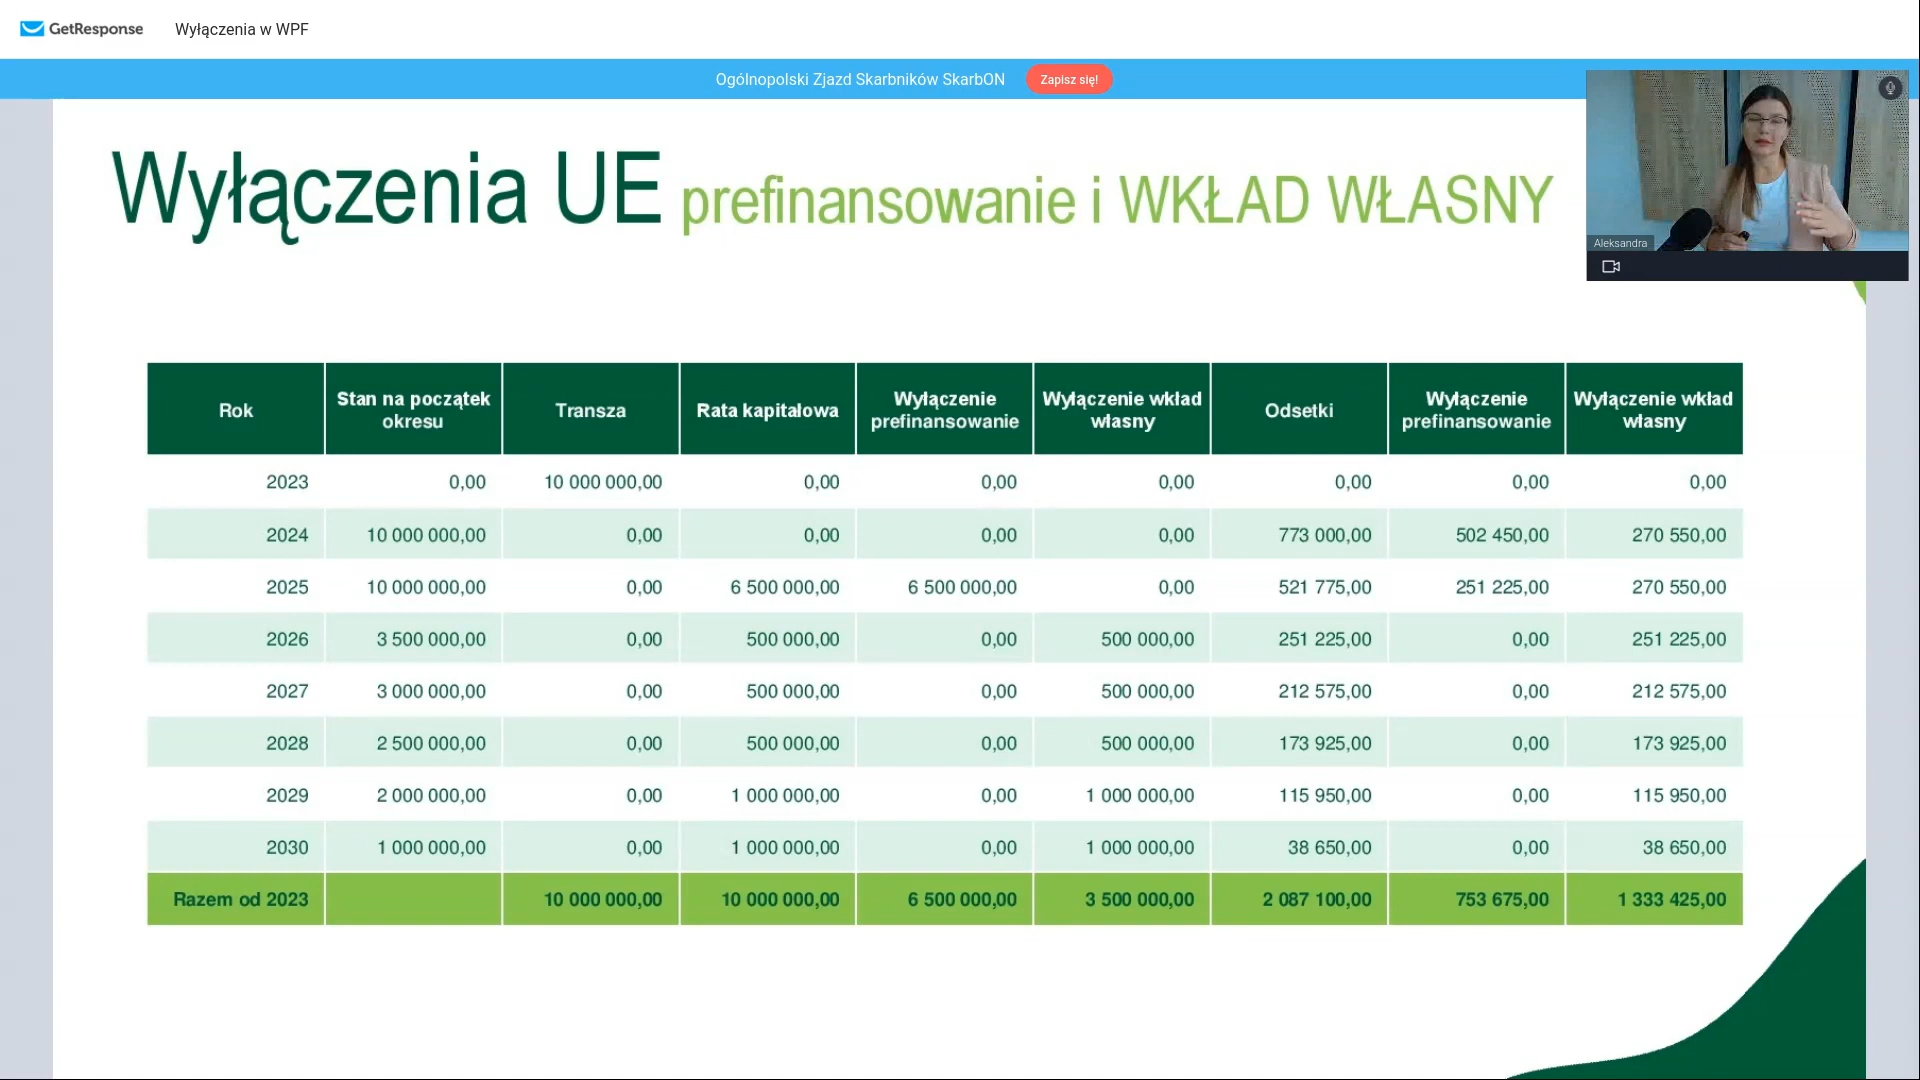 GetResponse Wyłączenia w WPF
Ogólnopolski Zjazd Skarbników SkarbON Zapisz się!
Wyłączenia UE prefinansowanie i WKŁAD WŁASNY
Aleksandra
Rok Stan na początek okresu Transza Rata kapitałowa Wyłączenie prefinansowanie Wyłączenie wkład własny Odsetki Wyłączenie prefinansowanie Wyłączenie wkład własny
2023 0,00 10 000 000,00 0,00 0,00 0,00 0,00 0,00 0,00
2024 10 000 000,00 0,00 0,00 0,00 0,00 773 000,00 502 450,00 270 550,00
2025 10 000 000,00 0,00 6 500 000,00 6 500 000,00 0,00 521 775,00 251 225,00 270 550,00
2026 3 500 000,00 0,00 500 000,00 0,00 500 000,00 251 225,00 0,00 251 225,00
2027 3 000 000,00 0,00 500 000,00 0,00 500 000,00 212 575,00 0,00 212 575,00
2028 2 500 000,00 0,00 500 000,00 0,00 500 000,00 173 925,00 0,00 173 925,00
2029 2 000 000,00 0,00 1 000 000,00 0,00 1 000 000,00 115 950,00 0,00 115 950,00
2030 1 000 000,00 0,00 1 000 000,00 0,00 1 000 000,00 38 650,00 0,00 38 650,00
Razem od 2023 10 000 000,00 10 000 000,00 6 500 000,00 3 500 000,00 2 087 100,00 753 675,00 1 333 425,00